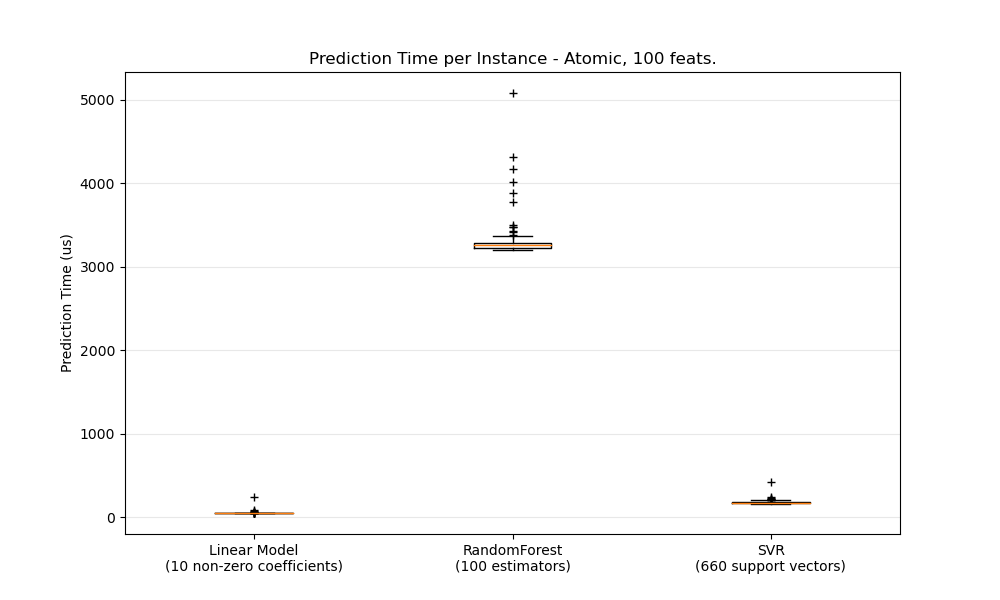 Prediction Time per Instance - Atomic, 100 feats.
Prediction Time (us)
5000
4000
3000
2000
1000
0
Linear Model
(10 non-zero coefficients)
RandomForest
(100 estimators)
SVR
(660 support vectors)